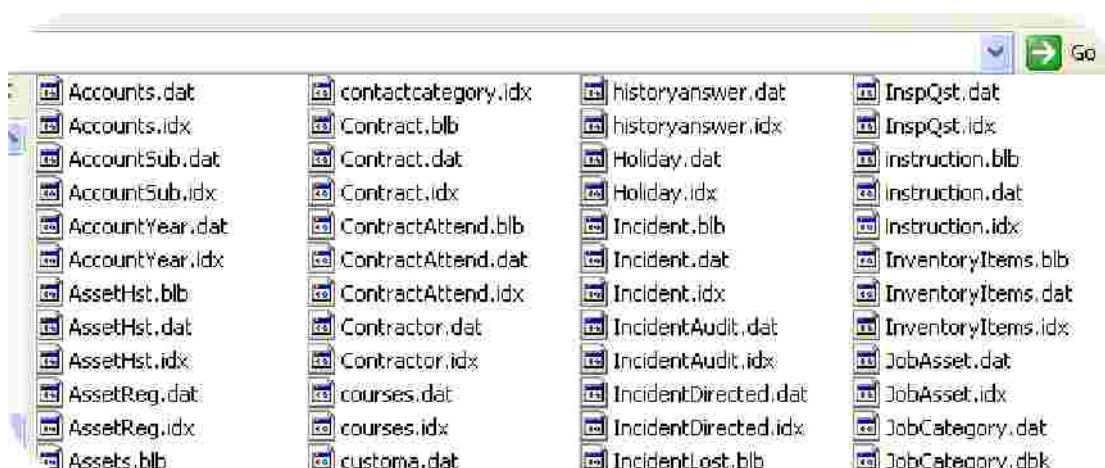 Go
Accounts.dat
Accounts.idx
AccountSub.dat
AccountSub.idx
AccountYear.dat
AccountYear.idx
AssetHst.blb
AssetHst.dat
AssetHst.idx
AssetReg.dat
AssetReg.idx
Assets.blb
contactcategory.idx
Contract.blb
Contract.dat
Contract.idx
ContractAttend.blb
ContractAttend.dat
ContractAttend.idx
Contractor.dat
Contractor.idx
courses.dat
courses.idx
customa.dat
historyanswer.dat
historyanswer.idx
Holiday.dat
Holiday.idx
Incident.blb
Incident.dat
Incident.idx
IncidentAudit.dat
IncidentAudit.idx
IncidentDirected.dat
IncidentDirected.idx
IncidentLost.blb
InspQst.dat
InspQst.idx
instruction.blb
instruction.dat
instruction.idx
InventoryItems.blb
InventoryItems.dat
InventoryItems.idx
JobAsset.dat
JobAsset.idx
JobCategory.dat
JobCategory.dbk